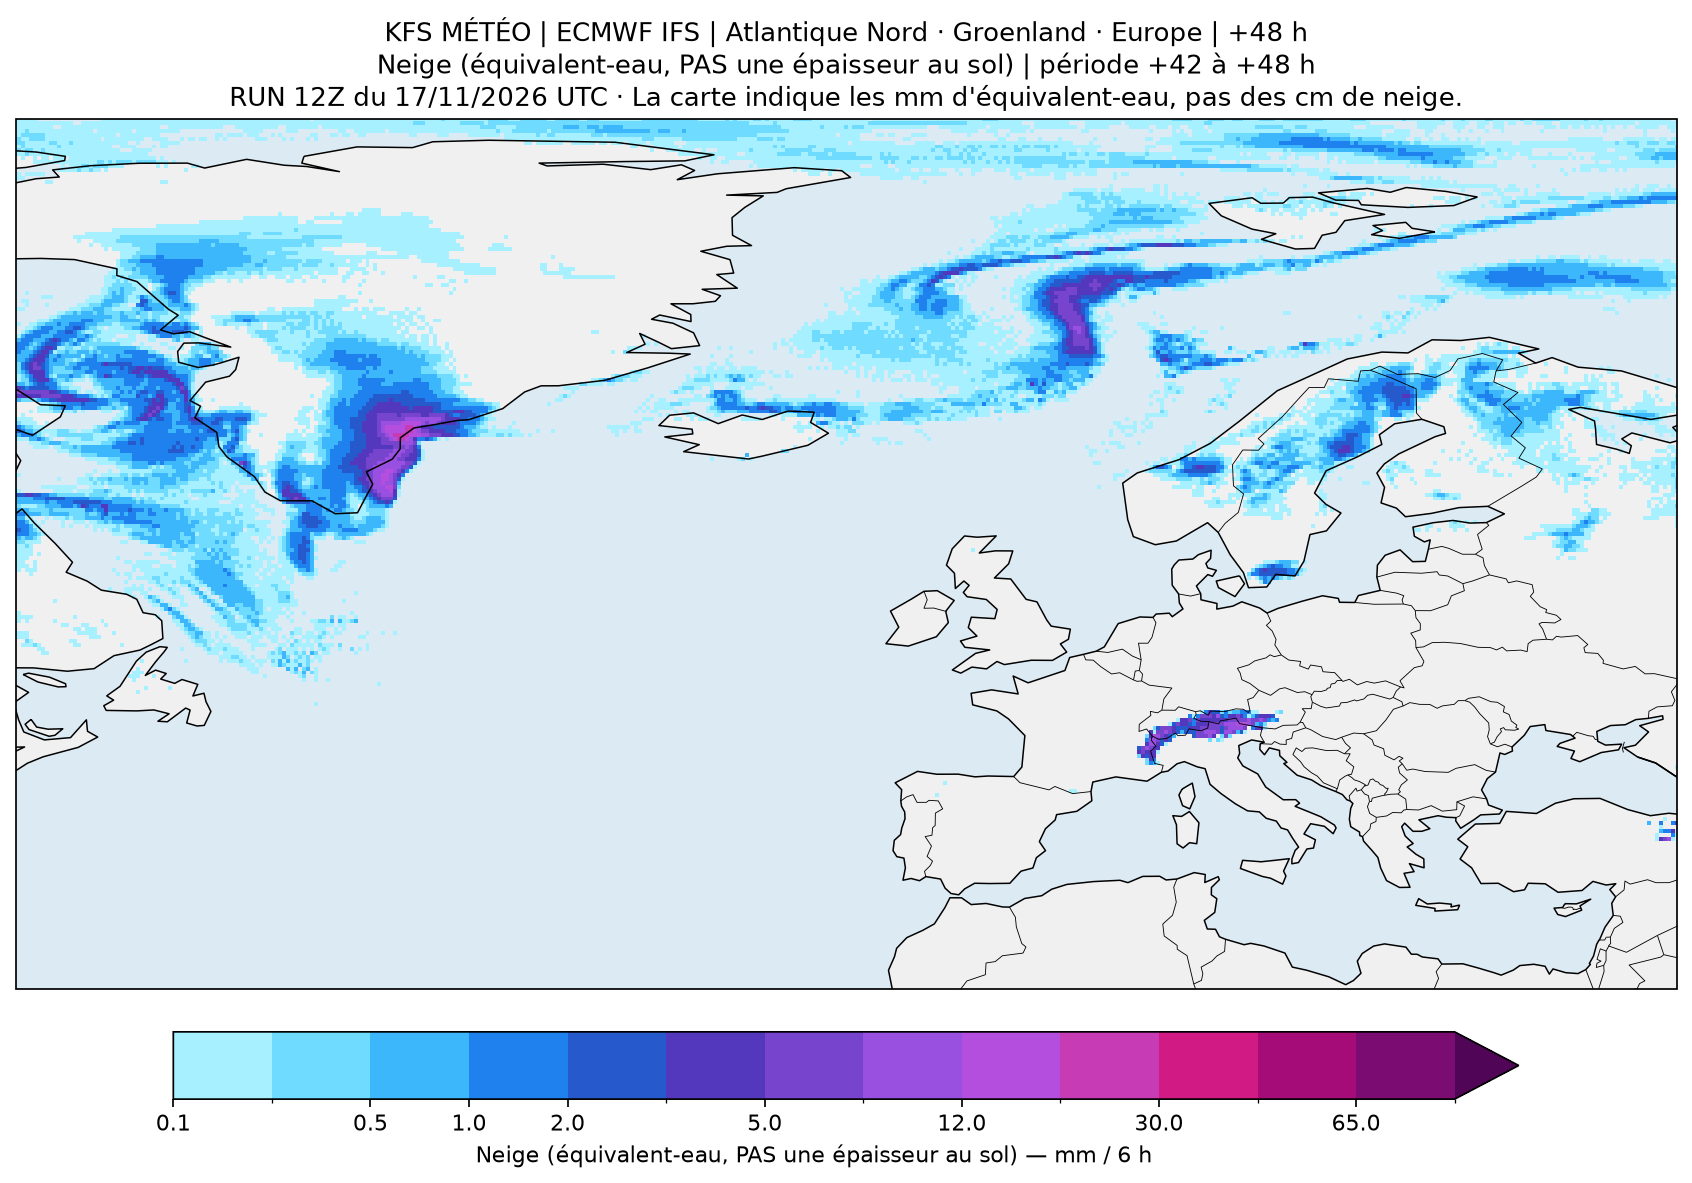 KFS MÉTÉO | ECMWF IFS | Atlantique Nord · Groenland · Europe | +48 h
Neige (équivalent-eau, PAS une épaisseur au sol) | période +42 à +48 h
RUN 12Z du 17/11/2026 UTC · La carte indique les mm d'équivalent-eau, pas des cm de neige.
0.1 0.5 1.0 2.0 5.0 12.0 30.0 65.0
Neige (équivalent-eau, PAS une épaisseur au sol) — mm / 6 h